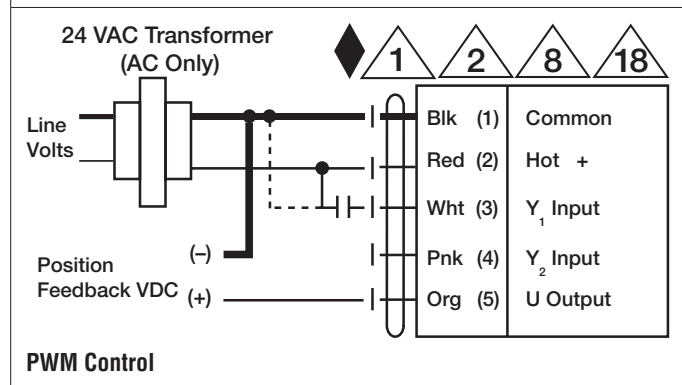 24 VAC Transformer
(AC Only)
1 2 8 18
Line
Volts
Blk (1) Common
Red (2) Hot +
Wht (3) Y1 Input
Pnk (4) Y2 Input
Org (5) U Output
(–)
Position
Feedback VDC (+)
PWM Control